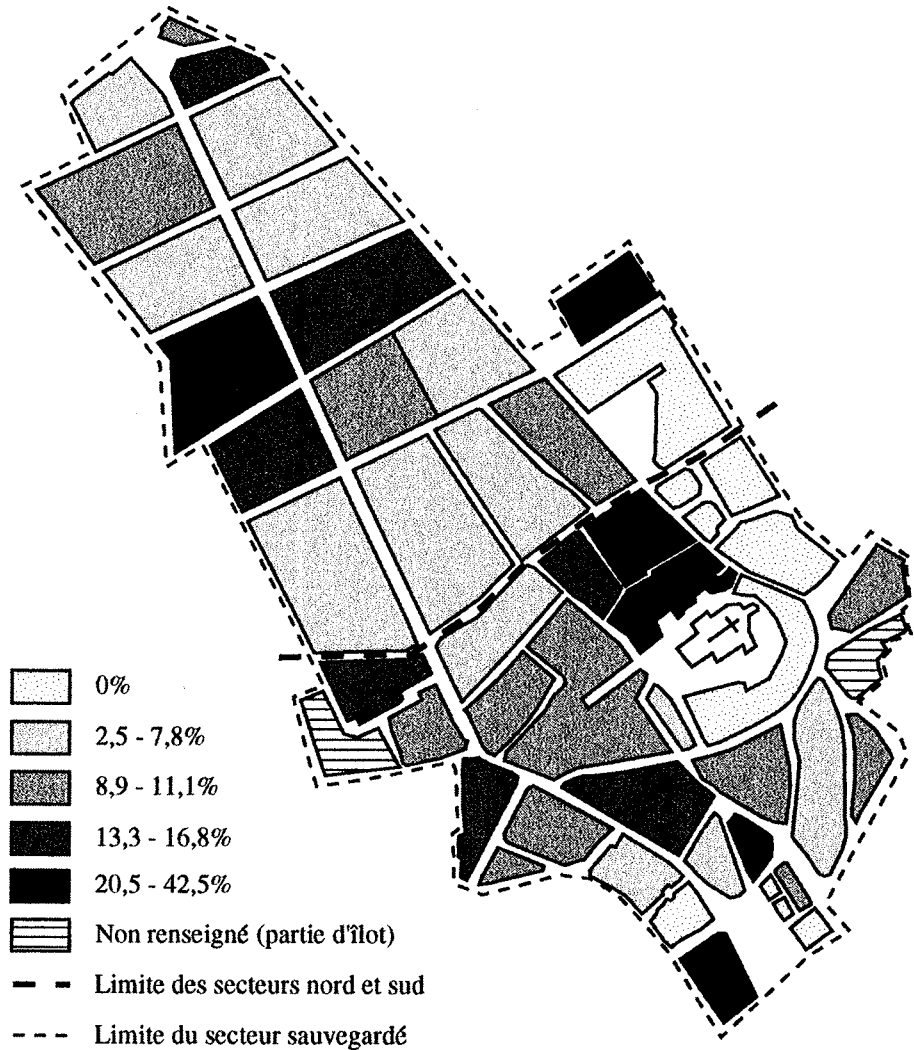 0%
2,5 - 7,8%
8,9 - 11,1%
13,3 - 16,8%
20,5 - 42,5%
Non renseigné (partie d'îlot)
Limite des secteurs nord et sud
Limite du secteur sauvegardé